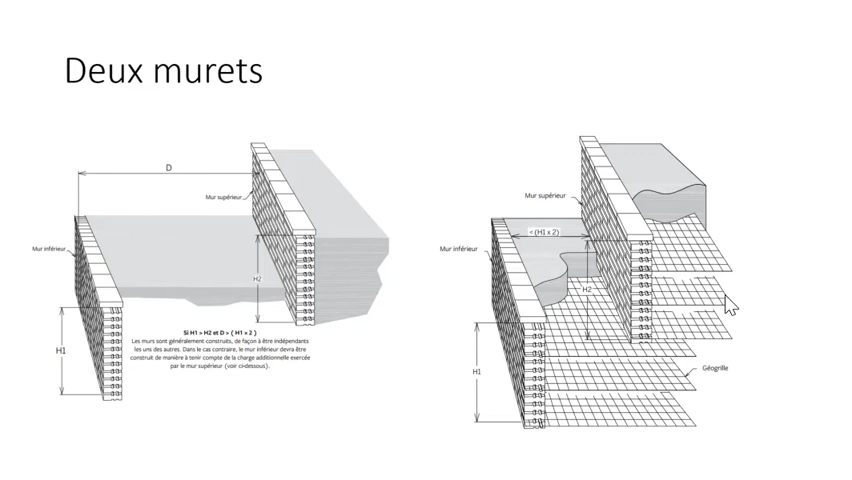 Deux murets
D
Mur supérieur
Mur inférieur
H2
H1
Si H1 > H2 et D > ( H1 x 2 )
Les murs sont généralement construits, de façon à être indépendants
les uns des autres. Dans le cas contraire, le mur inférieur devra être
construit de manière à tenir compte de la charge additionnelle exercée
par le mur supérieur (voir ci-dessous).
Mur supérieur
< (H1 x 2)
Mur inférieur
H2
H1
Géogrille